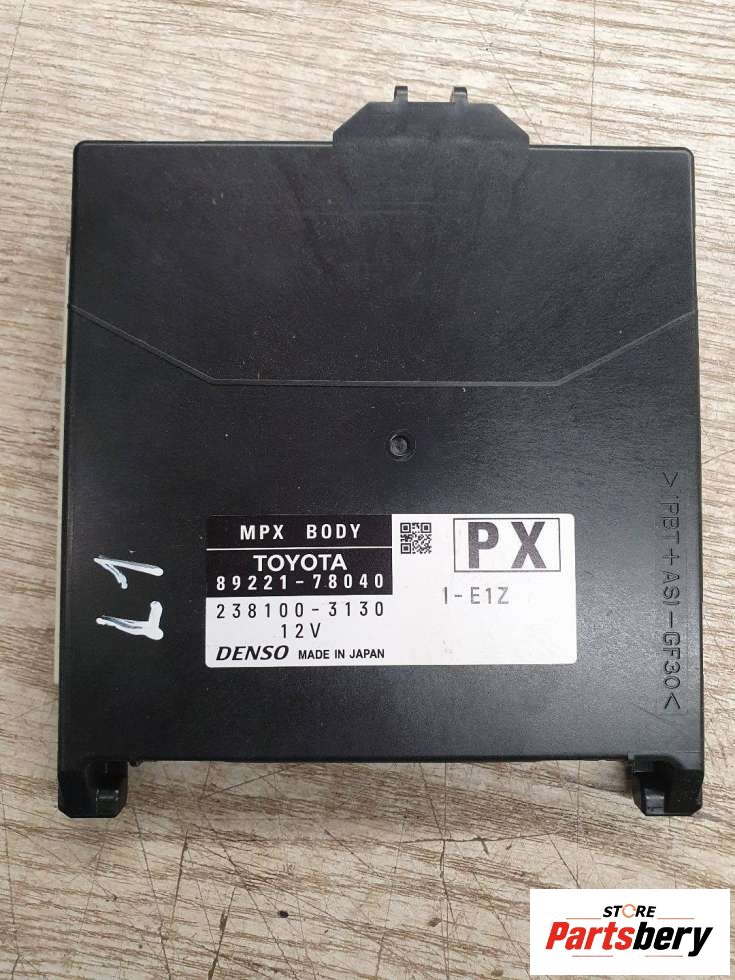 MPX BODY
TOYOTA
89221-78040
238100-3130
12V
DENSO MADE IN JAPAN
PX
1-E1Z
>PBT+ASI-GF30<
L1
STORE
Partsbery